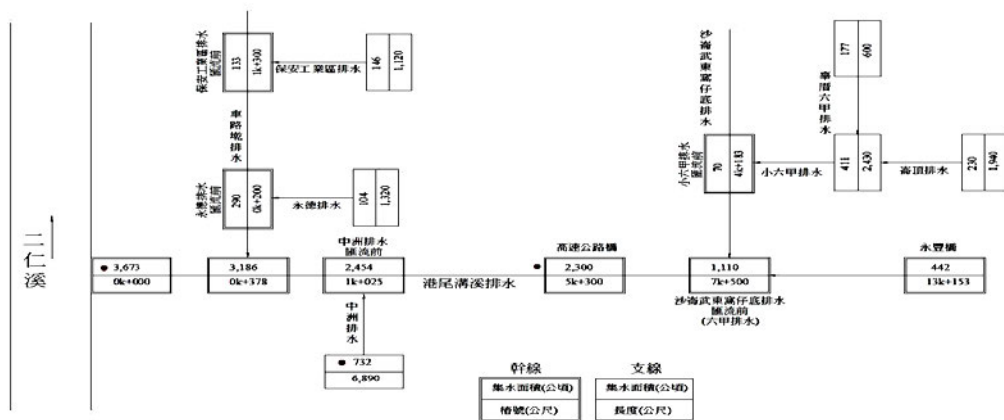 保安工業區排水
匯流前
133
1k+300
保安工業區排水
146
1,120
車路墘排水
永德排水
匯流前
290
0k+200
永德排水
104
1,320
沙崙武東窩仔底排水
177
600
辜厝六甲排水
小六甲排水
匯流前
70
4k+183
小六甲排水
411
2,430
崙頂排水
230
1,940
二仁溪
3,673
0k+000
3,186
0k+378
中洲排水
匯流前
2,454
1k+025
港尾溝溪排水
高速公路橋
2,300
5k+300
1,110
7k+500
沙崙武東窩仔底排水
匯流前
(六甲排水)
永豐橋
442
13k+153
中洲排水
732
6,890
幹線
集水面積(公頃)
樁號(公尺)
支線
集水面積(公頃)
長度(公尺)